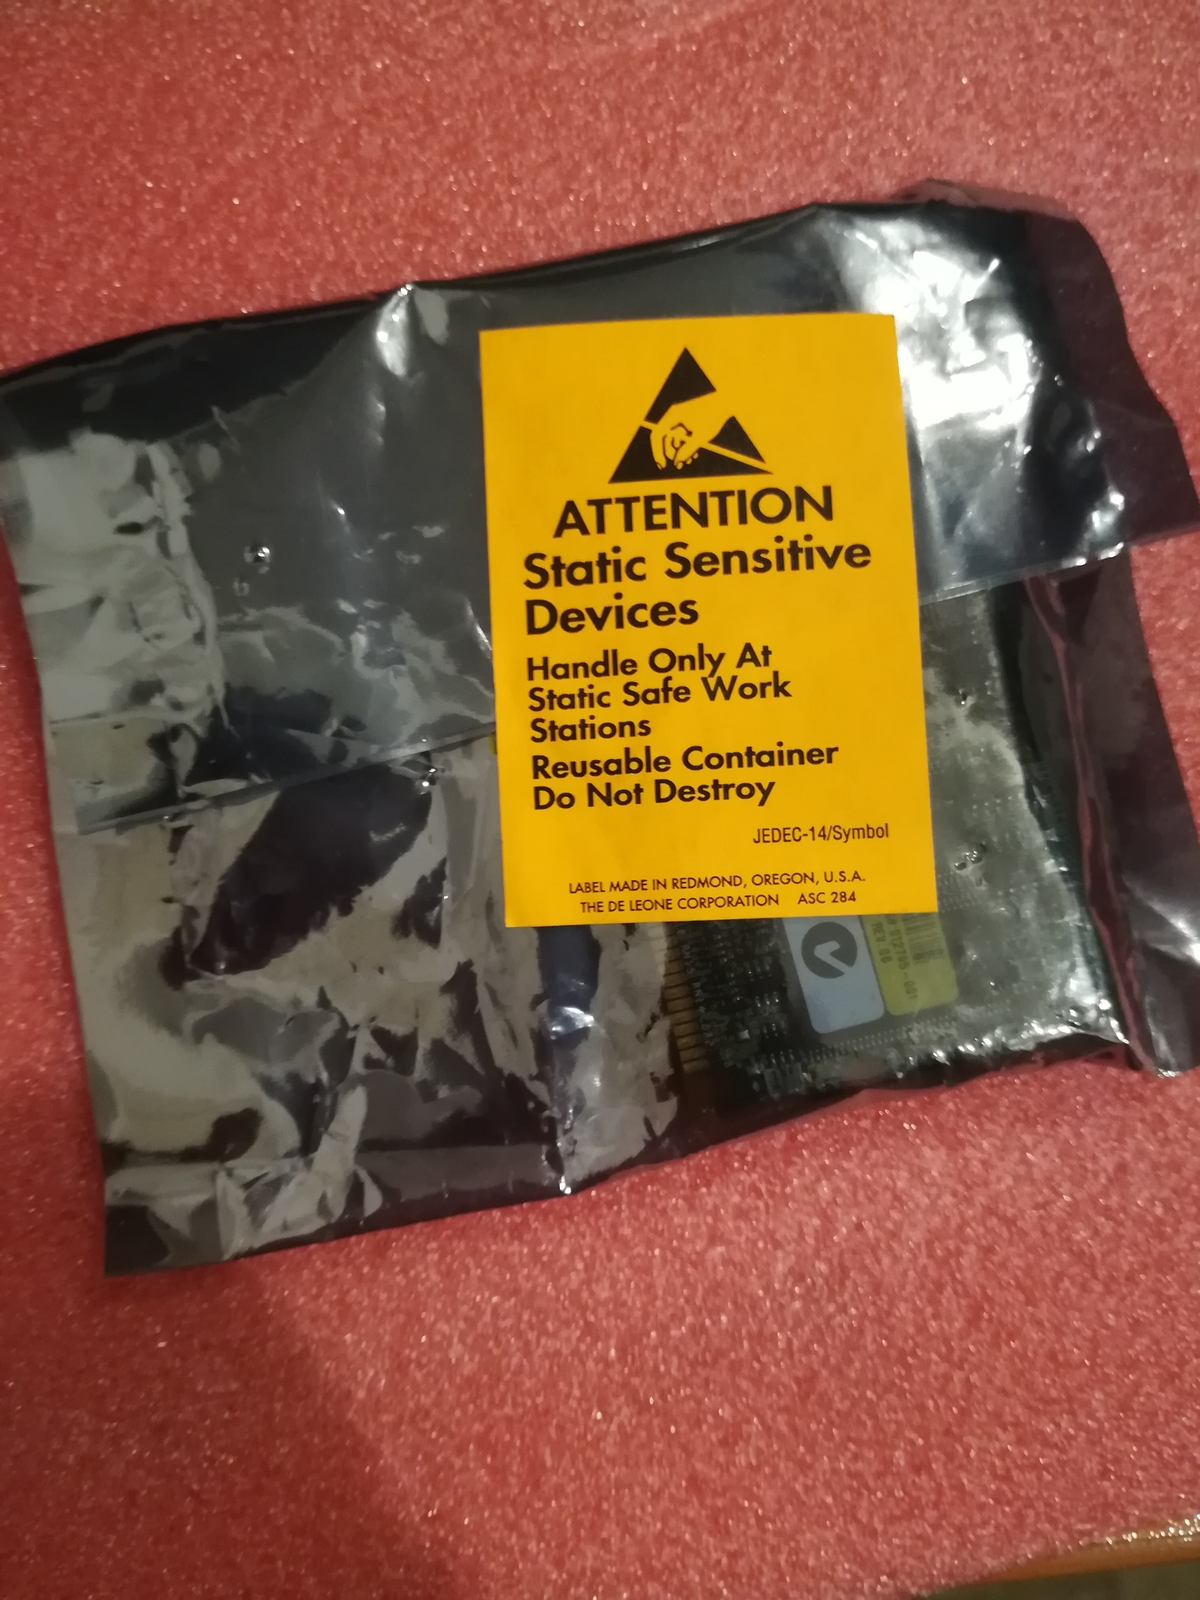 ATTENTION
Static Sensitive
Devices
Handle Only At
Static Safe Work
Stations
Reusable Container
Do Not Destroy
JEDEC-14/Symbol
LABEL MADE IN REDMOND, OREGON, U.S.A.
THE DE LEONE CORPORATION ASC 284